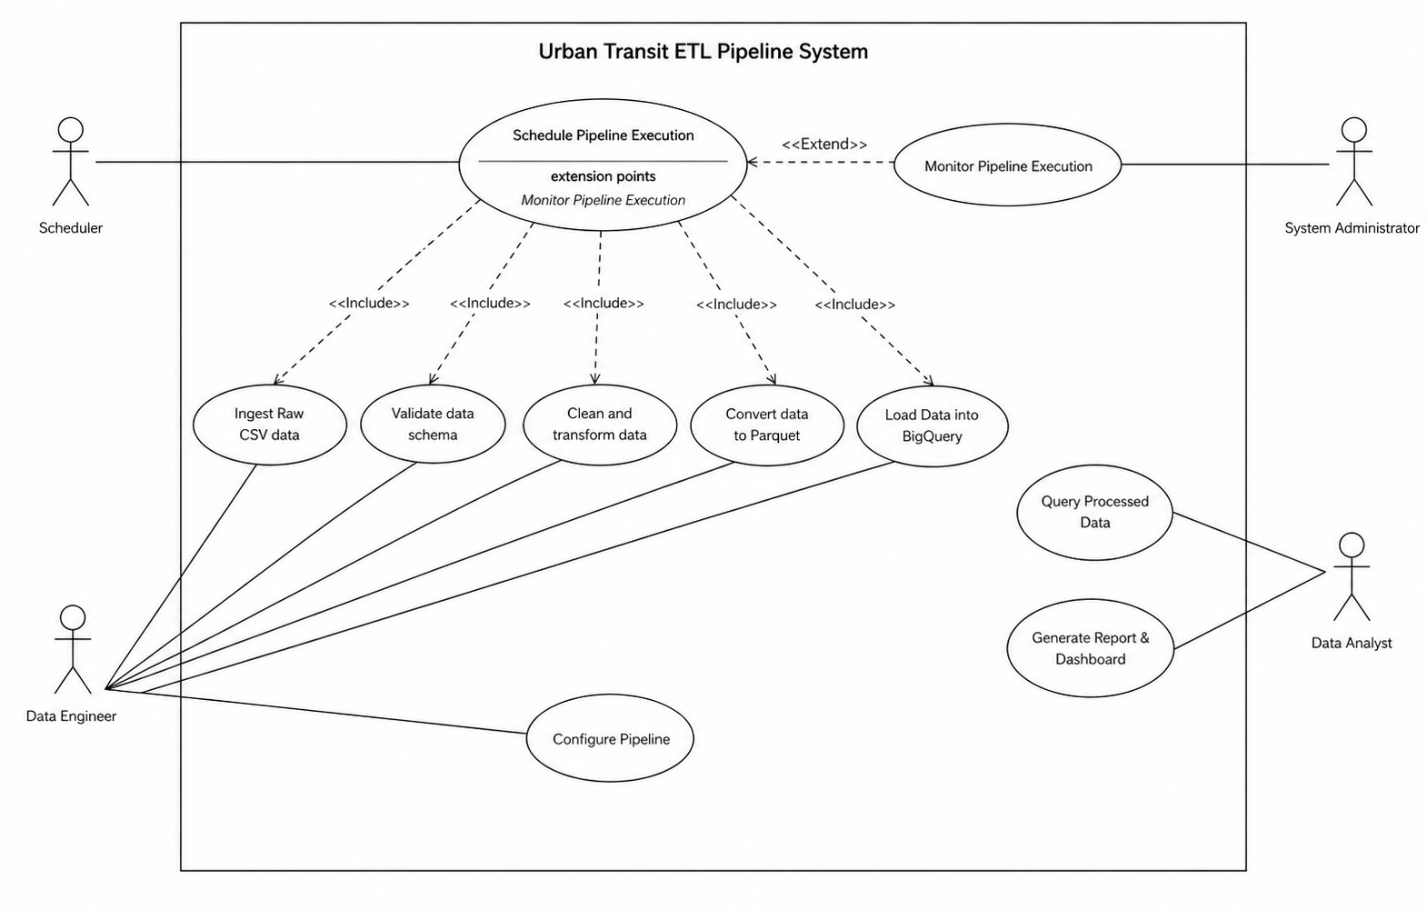 Urban Transit ETL Pipeline System
Schedule Pipeline Execution
extension points
Monitor Pipeline Execution
<<Extend>>
Monitor Pipeline Execution
Scheduler
System Administrator
<<Include>>
<<Include>>
<<Include>>
<<Include>>
<<Include>>
Ingest Raw
CSV data
Validate data
schema
Clean and
transform data
Convert data
to Parquet
Load Data into
BigQuery
Query Processed
Data
Generate Report &
Dashboard
Data Analyst
Data Engineer
Configure Pipeline